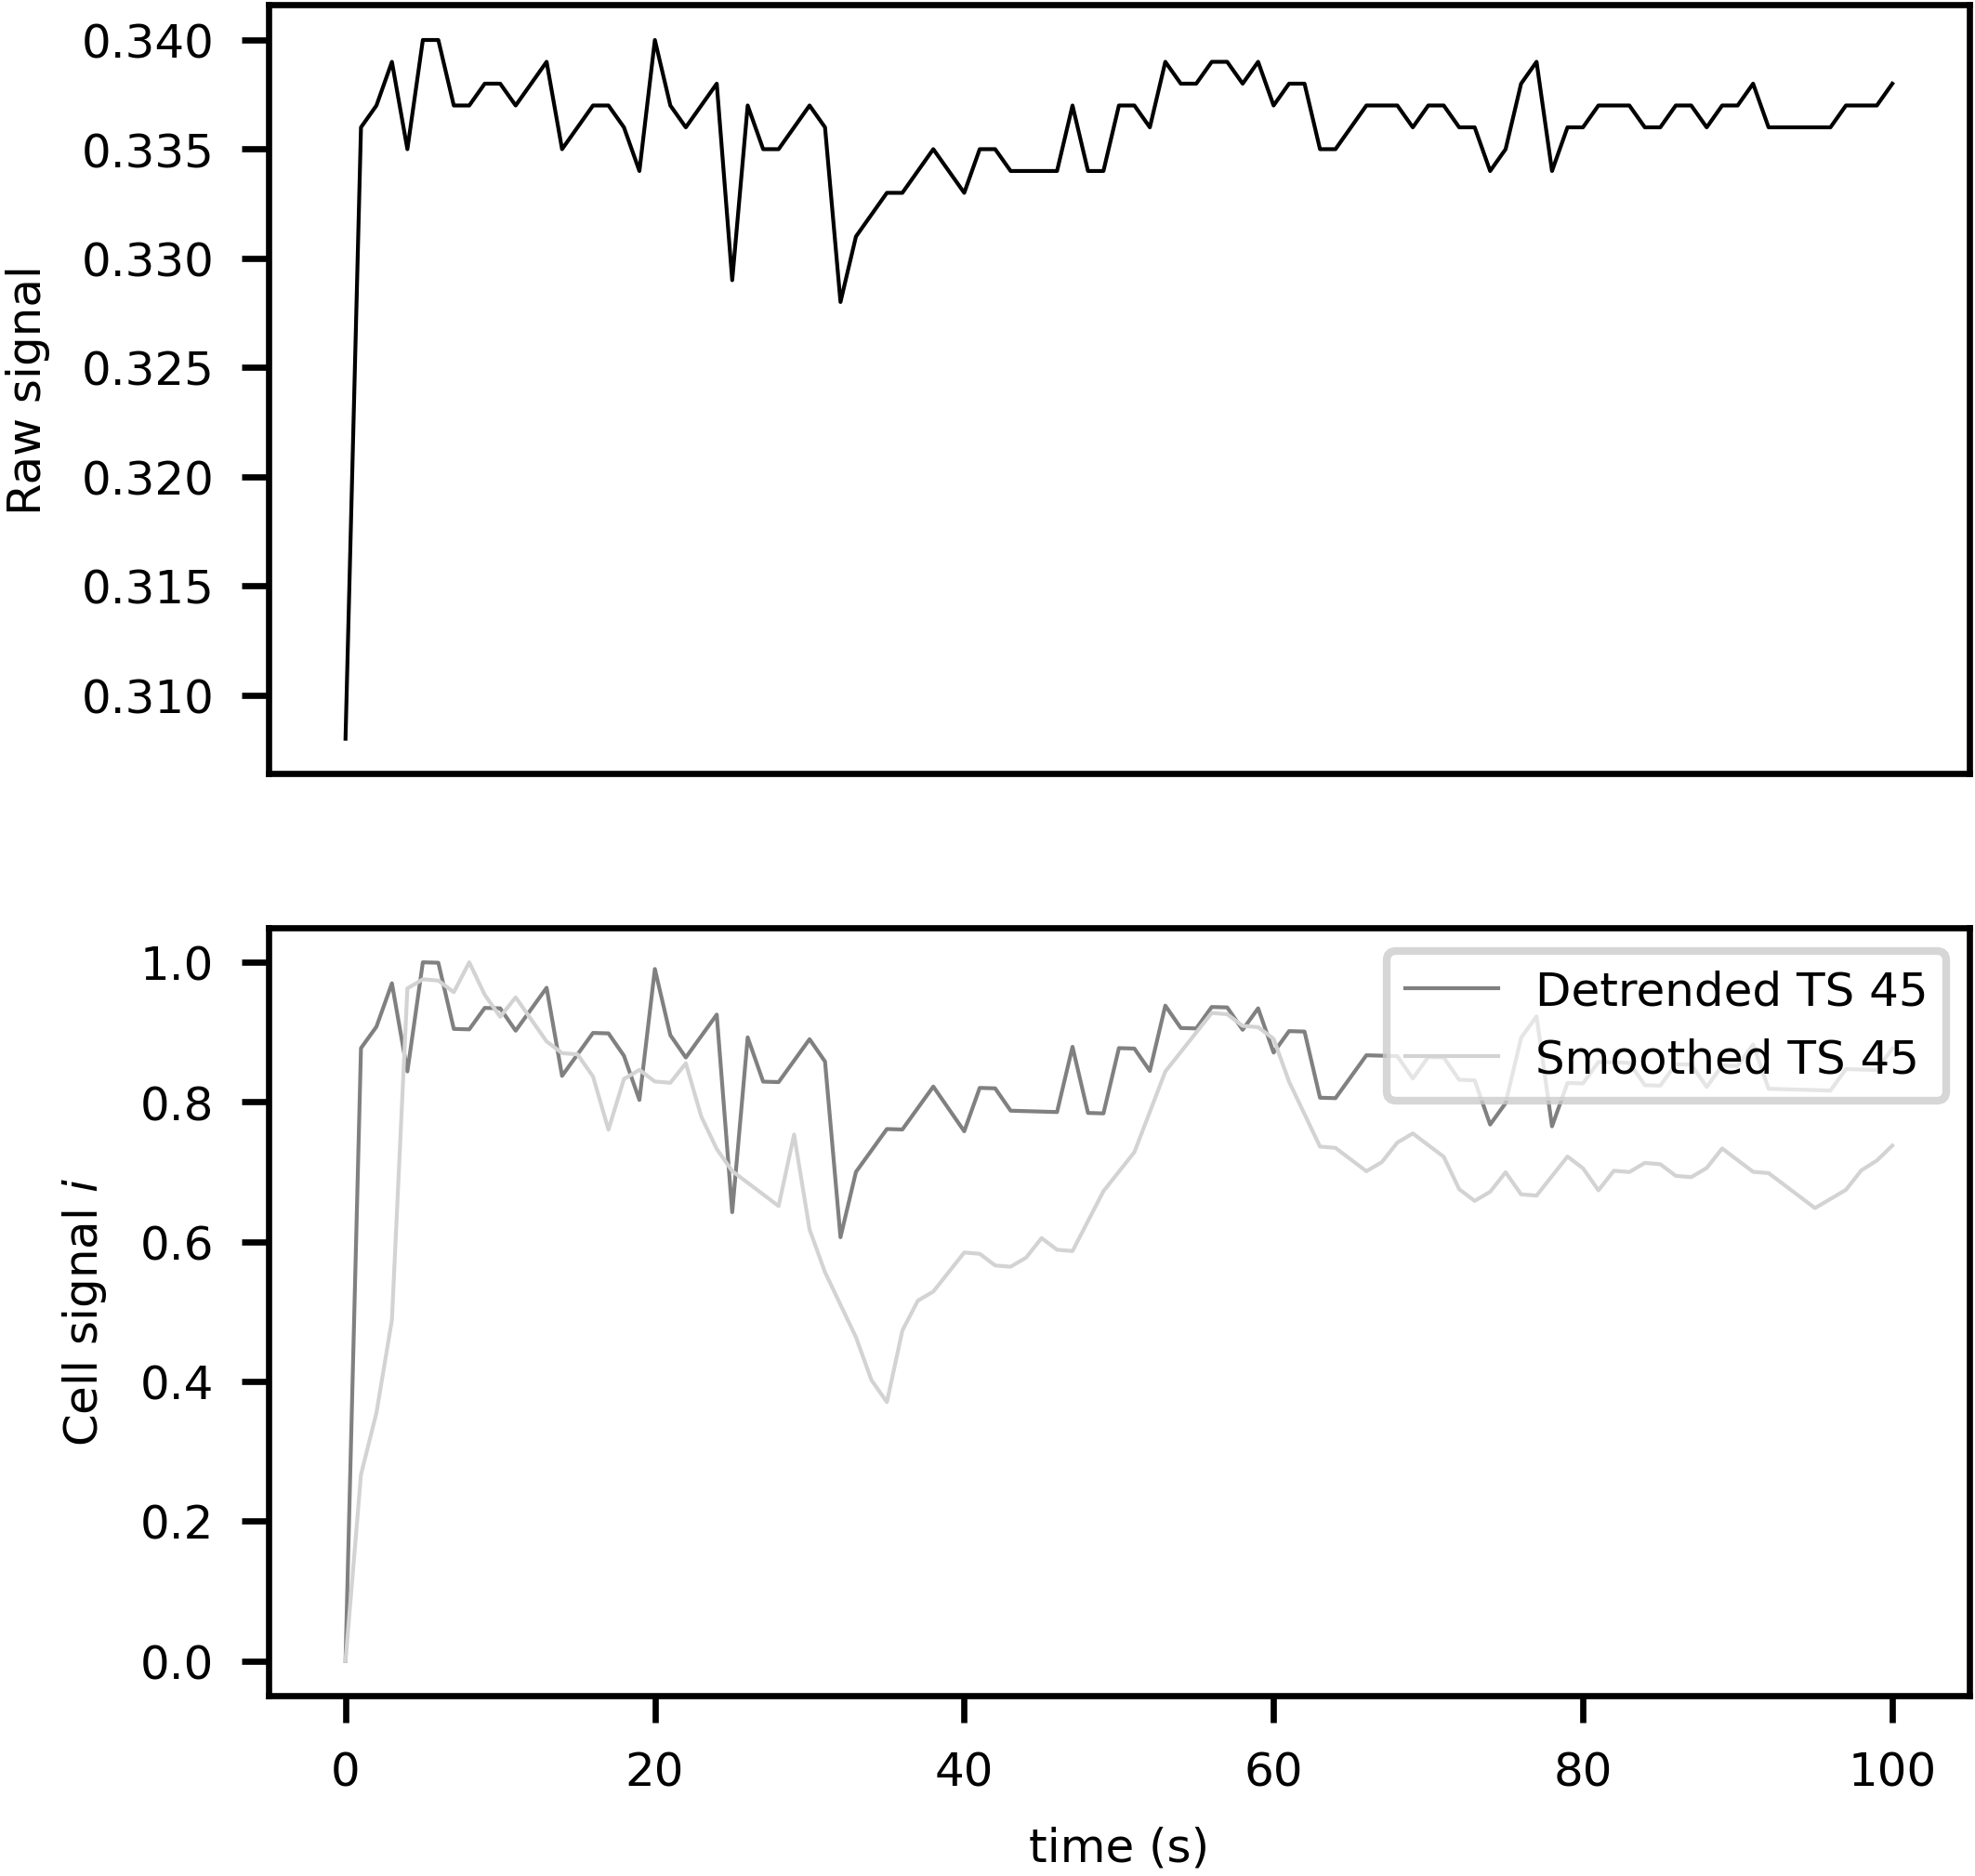 0.340
0.335
0.330
0.325
0.320
0.315
0.310
Raw signal
1.0
0.8
0.6
0.4
0.2
0.0
Cell signal i
Detrended TS 45
Smoothed TS 45
0 20 40 60 80 100
time (s)